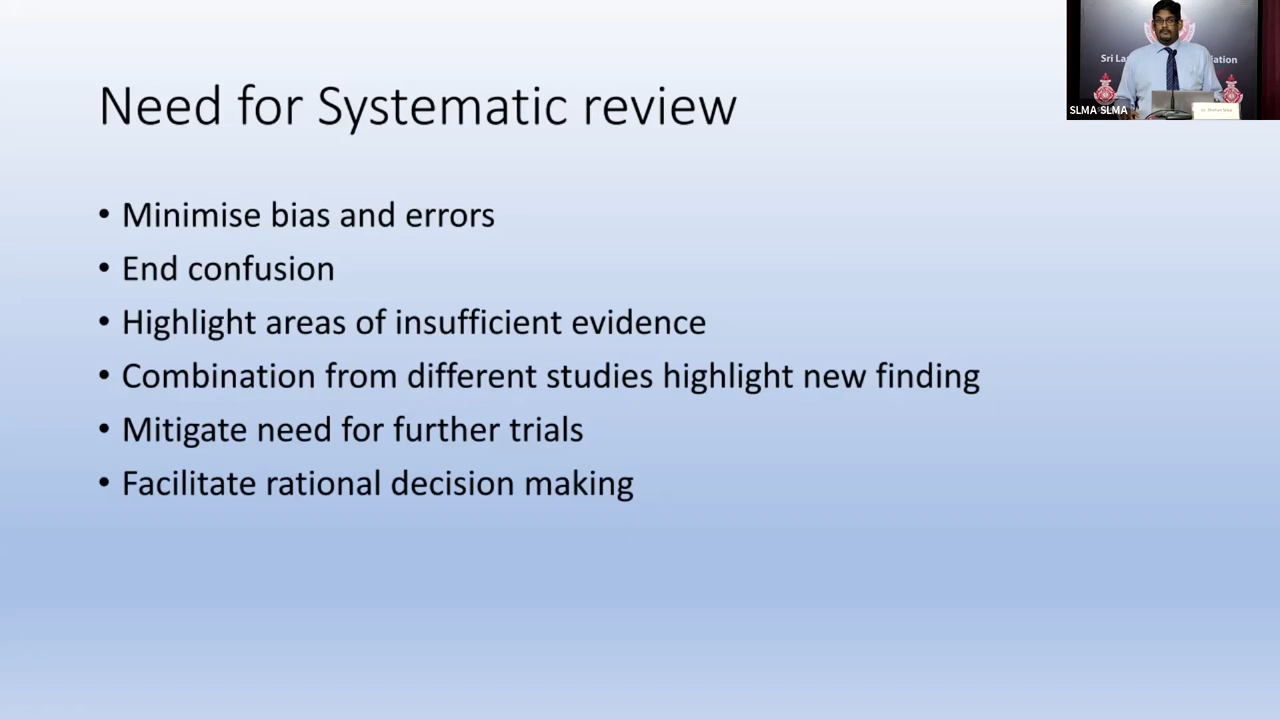 Need for Systematic review
• Minimise bias and errors
• End confusion
• Highlight areas of insufficient evidence
• Combination from different studies highlight new finding
• Mitigate need for further trials
• Facilitate rational decision making
Sri La
ation
SLMA SLMA